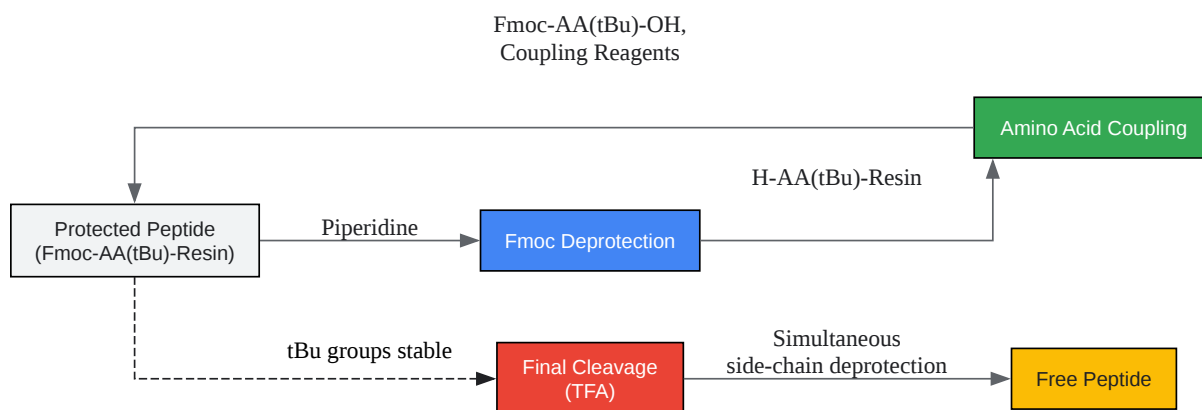 Fmoc-AA(tBu)-OH,
Coupling Reagents
Amino Acid Coupling
H-AA(tBu)-Resin
Protected Peptide
(Fmoc-AA(tBu)-Resin)
Piperidine
Fmoc Deprotection
tBu groups stable
Final Cleavage
(TFA)
Simultaneous
side-chain deprotection
Free Peptide